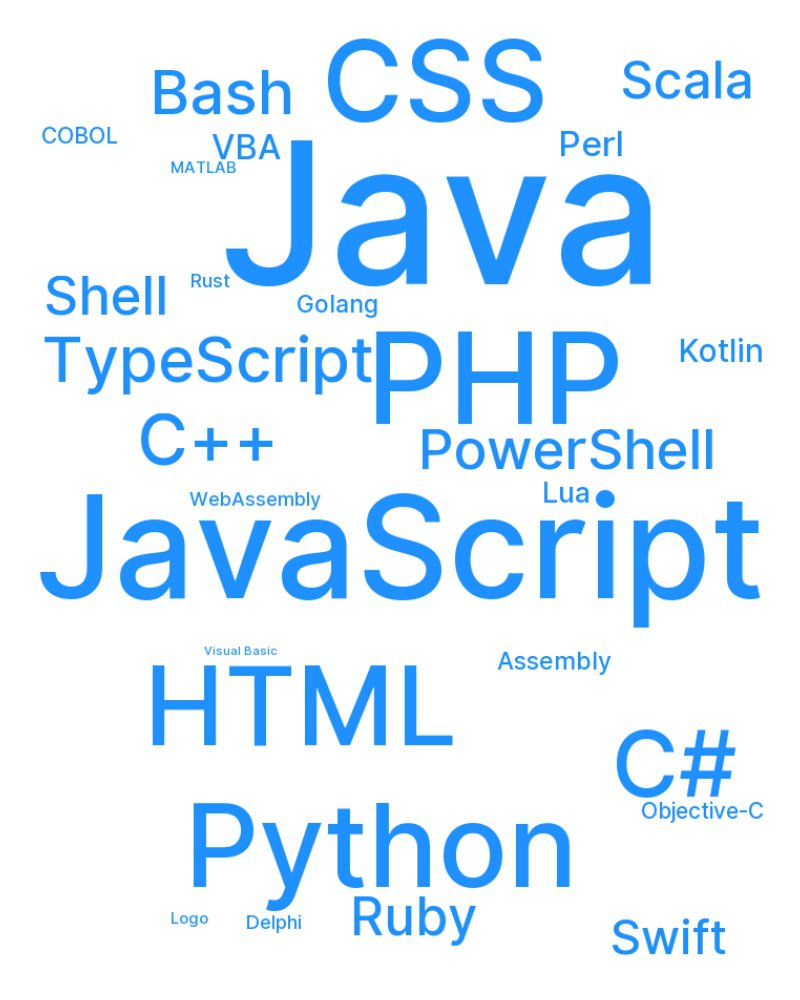 CSS
Scala
Bash
COBOL
VBA
Perl
MATLAB
Java
Shell
Rust
Golang
TypeScript
PHP
Kotlin
C++
PowerShell
Lua
WebAssembly
JavaScript
Visual Basic
Assembly
HTML
C#
Objective-C
Python
Logo
Delphi
Ruby
Swift